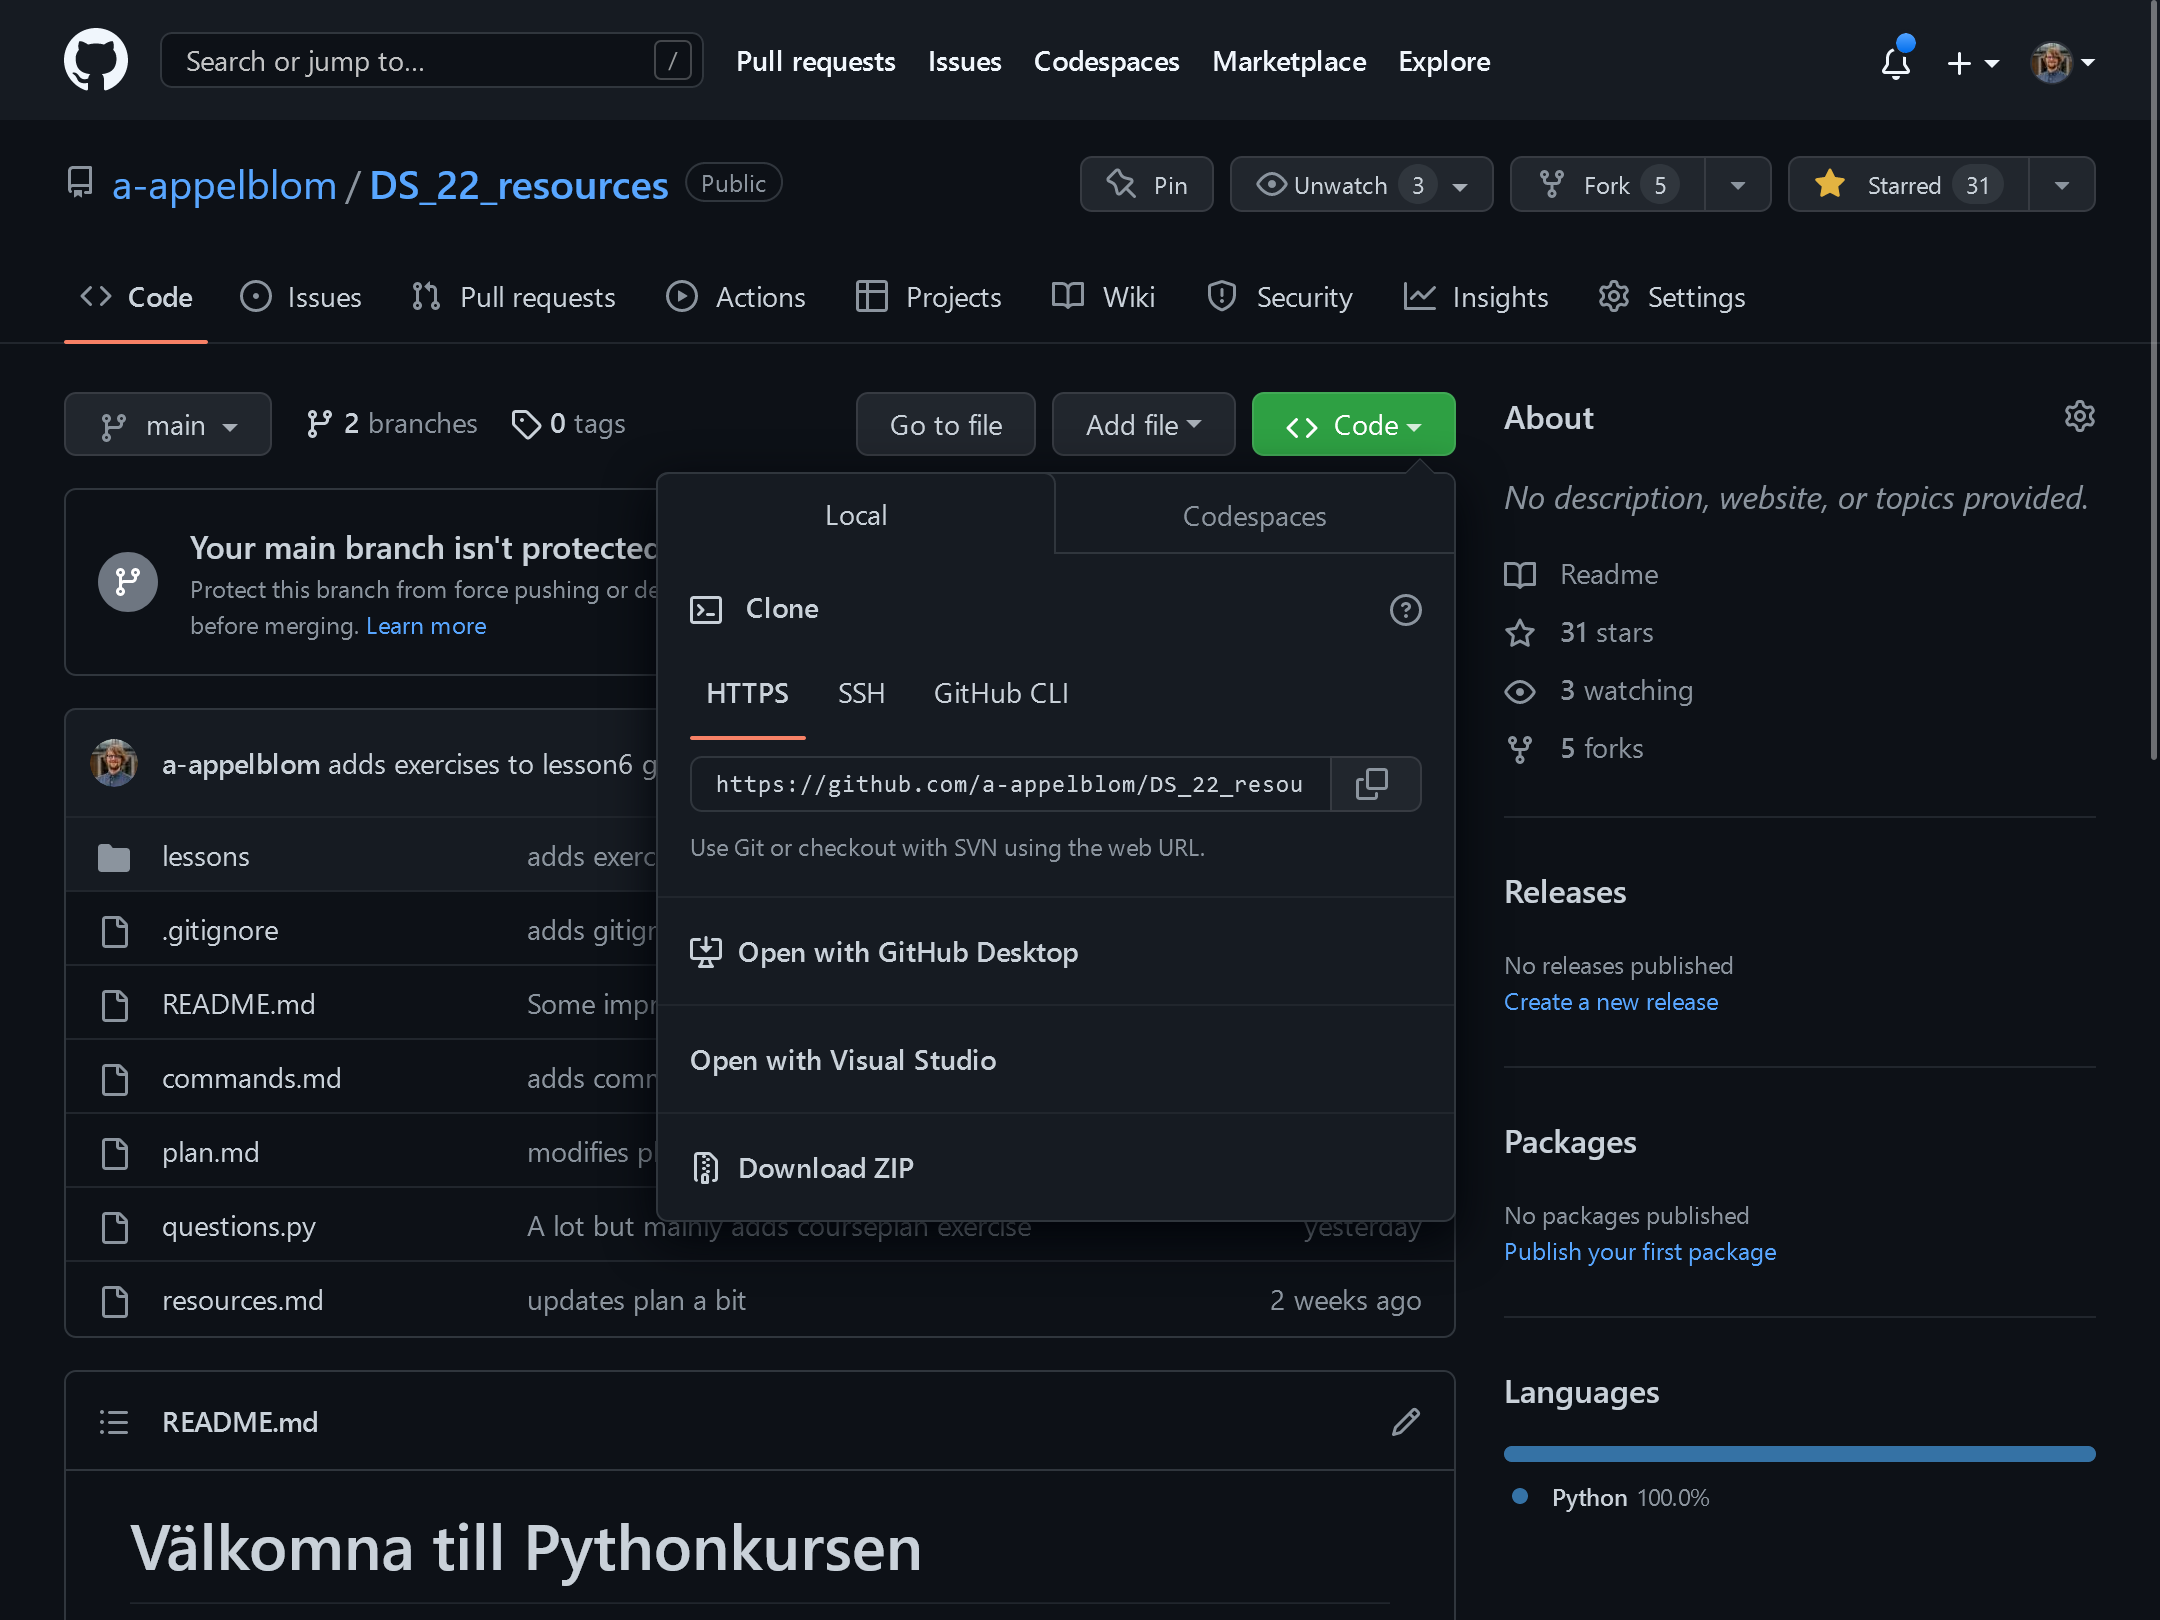 Search or jump to... /
Pull requests Issues Codespaces Marketplace Explore
a-appelblom / DS_22_resources Public
Pin Unwatch 3 Fork 5 Starred 31
Code Issues Pull requests Actions Projects Wiki Security Insights Settings
main 2 branches 0 tags Go to file Add file Code
Your main branch isn't protected
Protect this branch from force pushing or
before merging. Learn more
a-appelblom adds exercises to lesson6
lessons adds
.gitignore adds
README.md Some
commands.md adds
plan.md modifies
questions.py A lot but mainly adds courseplan exercise yesterday
resources.md updates plan a bit 2 weeks ago
Local Codespaces
Clone
HTTPS SSH GitHub CLI
https://github.com/a-appelblom/DS_22_resou
Use Git or checkout with SVN using the web URL.
Open with GitHub Desktop
Open with Visual Studio
Download ZIP
README.md
Välkomna till Pythonkursen
About
No description, website, or topics provided.
Readme
31 stars
3 watching
5 forks
Releases
No releases published
Create a new release
Packages
No packages published
Publish your first package
Languages
Python 100.0%